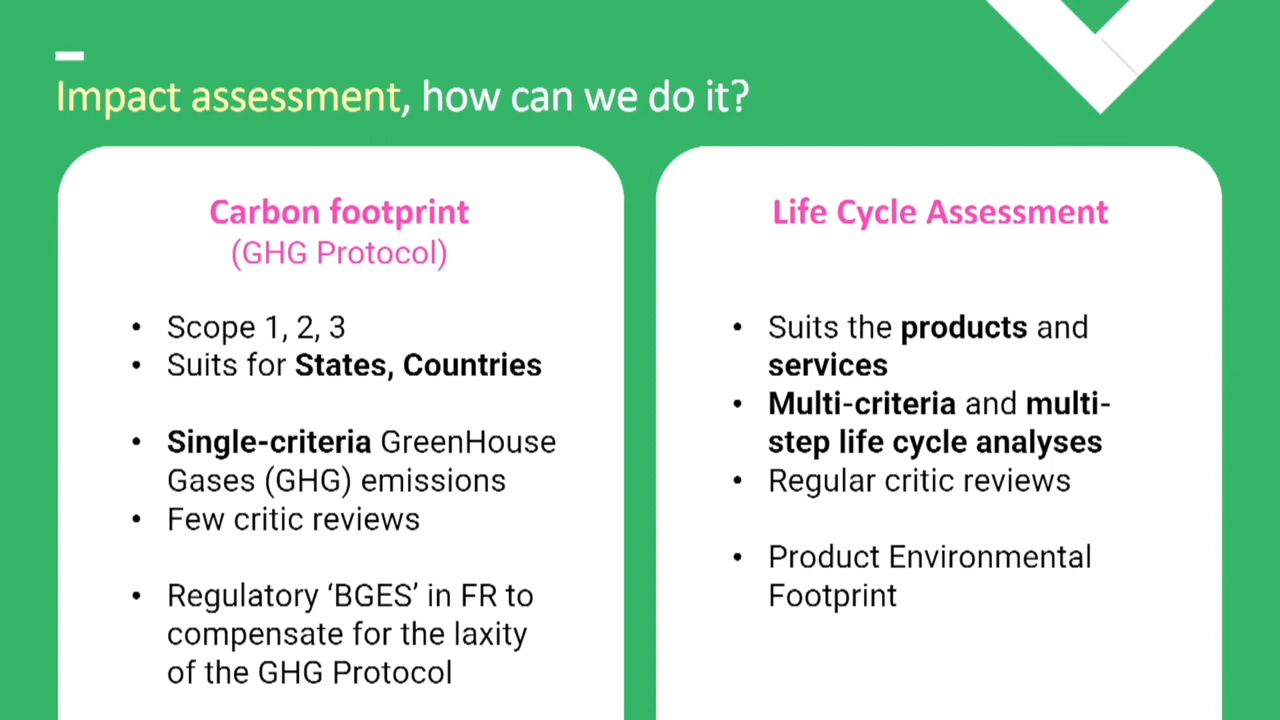 Impact assessment, how can we do it?
Carbon footprint
(GHG Protocol)
• Scope 1, 2, 3
• Suits for States, Countries
• Single-criteria GreenHouse
Gases (GHG) emissions
• Few critic reviews
• Regulatory ‘BGES’ in FR to
compensate for the laxity
of the GHG Protocol
Life Cycle Assessment
• Suits the products and
services
• Multi-criteria and multi-
step life cycle analyses
• Regular critic reviews
• Product Environmental
Footprint